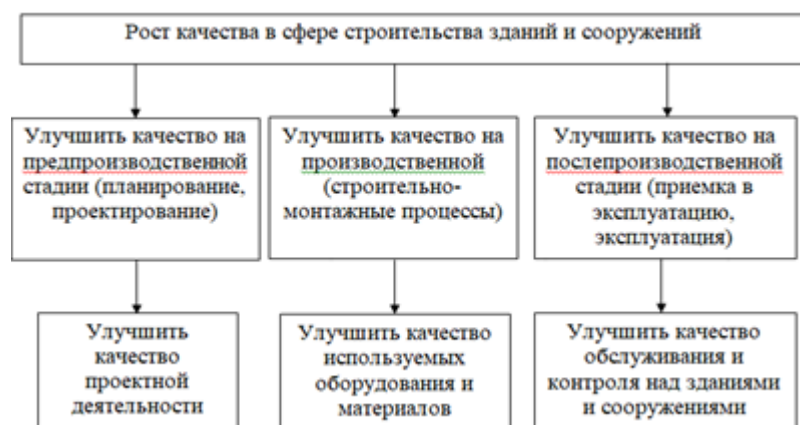 Рост качества в сфере строительства зданий и сооружений
Улучшить качество на
предпроизводственной
стадии (планирование,
проектирование)
Улучшить качество на
производственной
(строительно-
монтажные процессы)
Улучшить качество на
послепроизводственной
стадии (приемка в
эксплуатацию,
эксплуатация)
Улучшить
качество
проектной
деятельности
Улучшить качество
используемых
оборудования и
материалов
Улучшить качество
обслуживания и
контроля над зданиями
и сооружениями